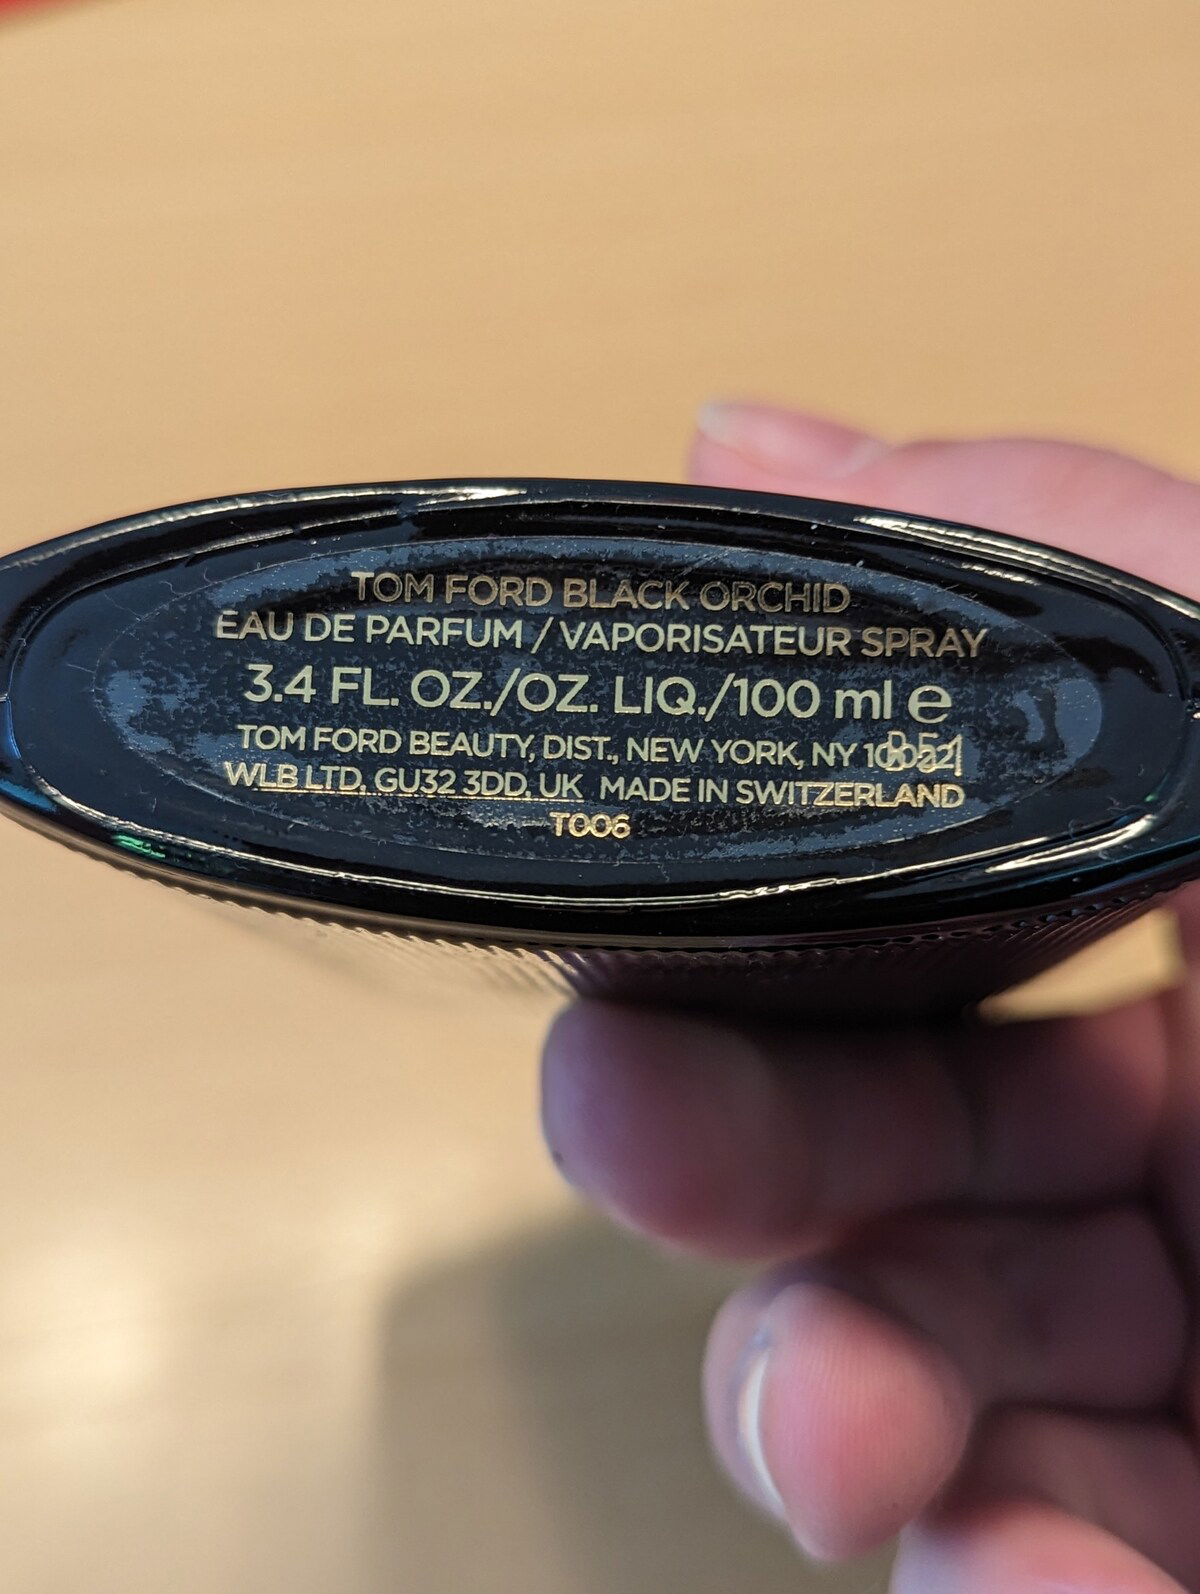 TOM FORD BLACK ORCHID
EAU DE PARFUM / VAPORISATEUR SPRAY
3.4 FL. OZ./OZ. LIQ./100 ml ℮
TOM FORD BEAUTY, DIST., NEW YORK, NY 10022
WLB LTD, GU32 3DD, UK MADE IN SWITZERLAND
T006